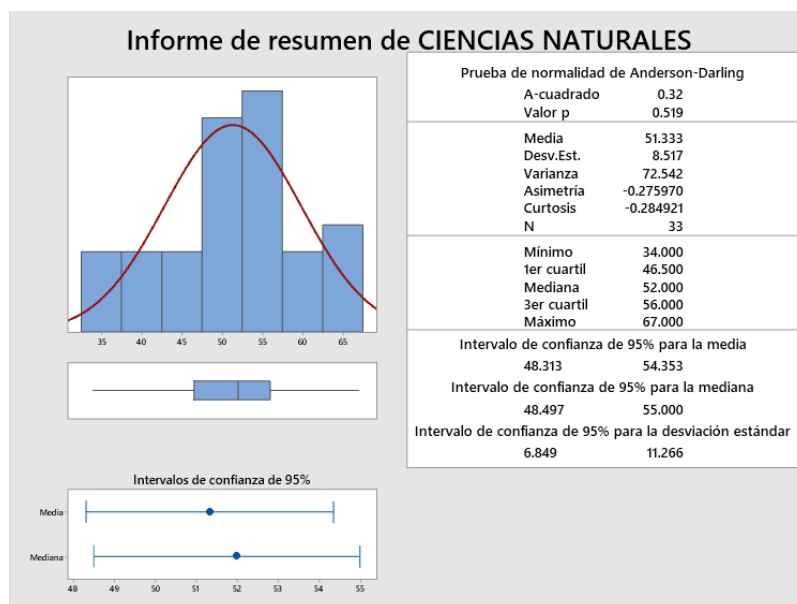 Informe de resumen de CIENCIAS NATURALES
35 40 45 50 55 60 65
Intervalos de confianza de 95%
Media
Mediana
48 49 50 51 52 53 54 55
Prueba de normalidad de Anderson-Darling
A-cuadrado 0.32
Valor p 0.519
Media 51.333
Desv.Est. 8.517
Varianza 72.542
Asimetría -0.275970
Curtosis -0.284921
N 33
Mínimo 34.000
1er cuartil 46.500
Mediana 52.000
3er cuartil 56.000
Máximo 67.000
Intervalo de confianza de 95% para la media
48.313 54.353
Intervalo de confianza de 95% para la mediana
48.497 55.000
Intervalo de confianza de 95% para la desviación estándar
6.849 11.266